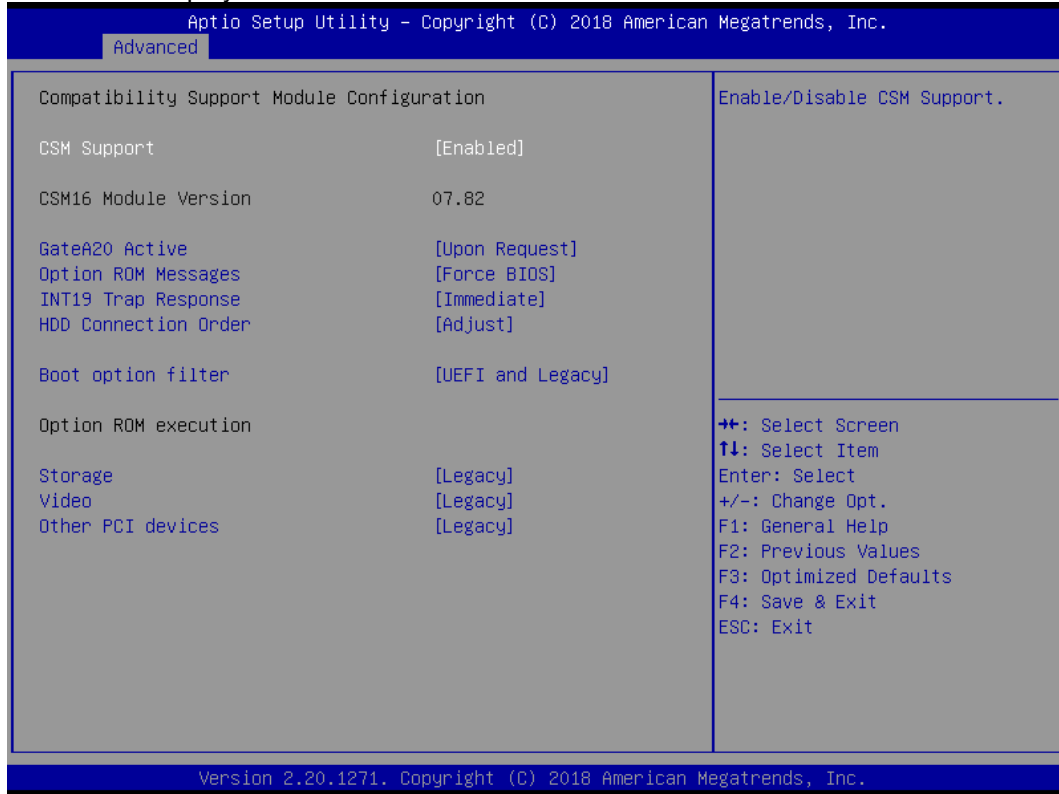 Aptio Setup Utility – Copyright (C) 2018 American Megatrends, Inc.
Advanced
Compatibility Support Module Configuration
CSM Support [Enabled]
CSM16 Module Version 07.82
GateA20 Active [Upon Request]
Option ROM Messages [Force BIOS]
INT19 Trap Response [Immediate]
HDD Connection Order [Adjust]
Boot option filter [UEFI and Legacy]
Option ROM execution
Storage [Legacy]
Video [Legacy]
Other PCI devices [Legacy]
Enable/Disable CSM Support.
→←: Select Screen
↑↓: Select Item
Enter: Select
+/-: Change Opt.
F1: General Help
F2: Previous Values
F3: Optimized Defaults
F4: Save & Exit
ESC: Exit
Version 2.20.1271. Copyright (C) 2018 American Megatrends, Inc.